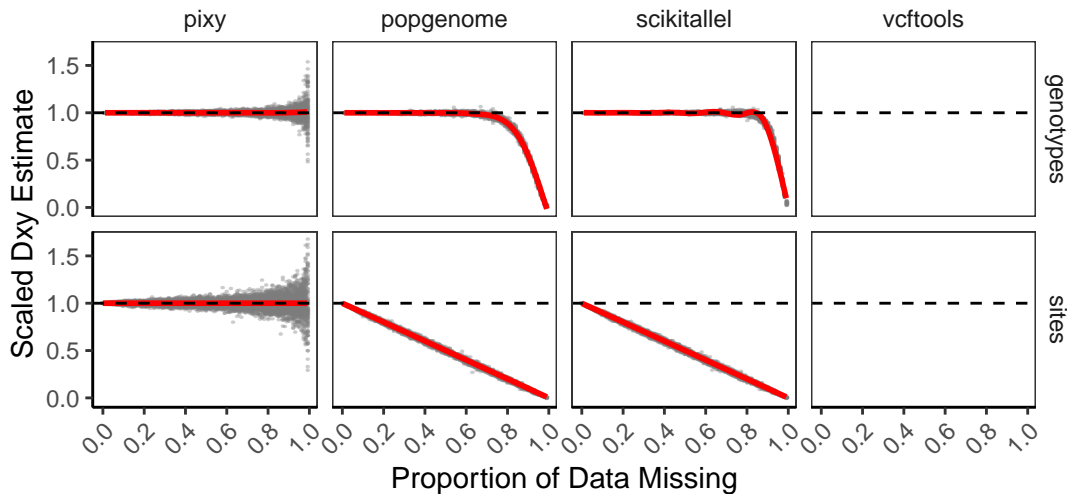 pixy popgenome scikitallel vcftools
Scaled Dxy Estimate
1.5
1.0
0.5
0.0
genotypes
1.5
1.0
0.5
0.0
sites
0.0 0.2 0.4 0.6 0.8 1.0 0.0 0.2 0.4 0.6 0.8 1.0 0.0 0.2 0.4 0.6 0.8 1.0 0.0 0.2 0.4 0.6 0.8 1.0
Proportion of Data Missing